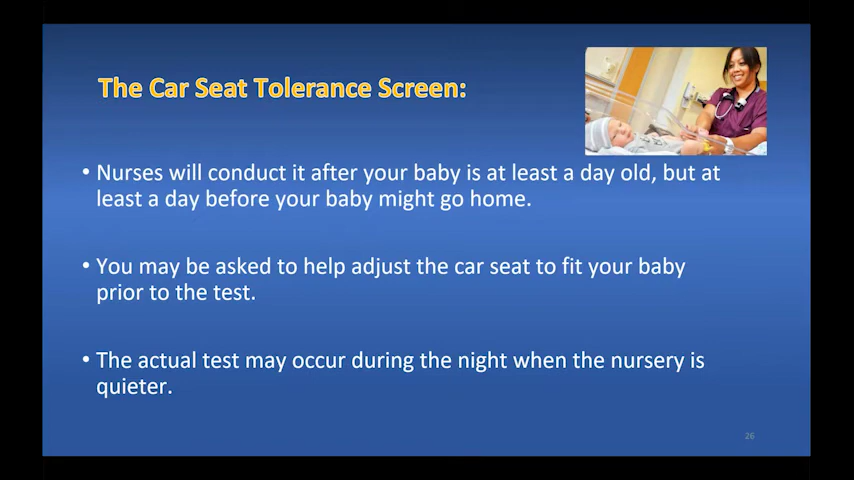 The Car Seat Tolerance Screen:
• Nurses will conduct it after your baby is at least a day old, but at
least a day before your baby might go home.
• You may be asked to help adjust the car seat to fit your baby
prior to the test.
• The actual test may occur during the night when the nursery is
quieter.
26